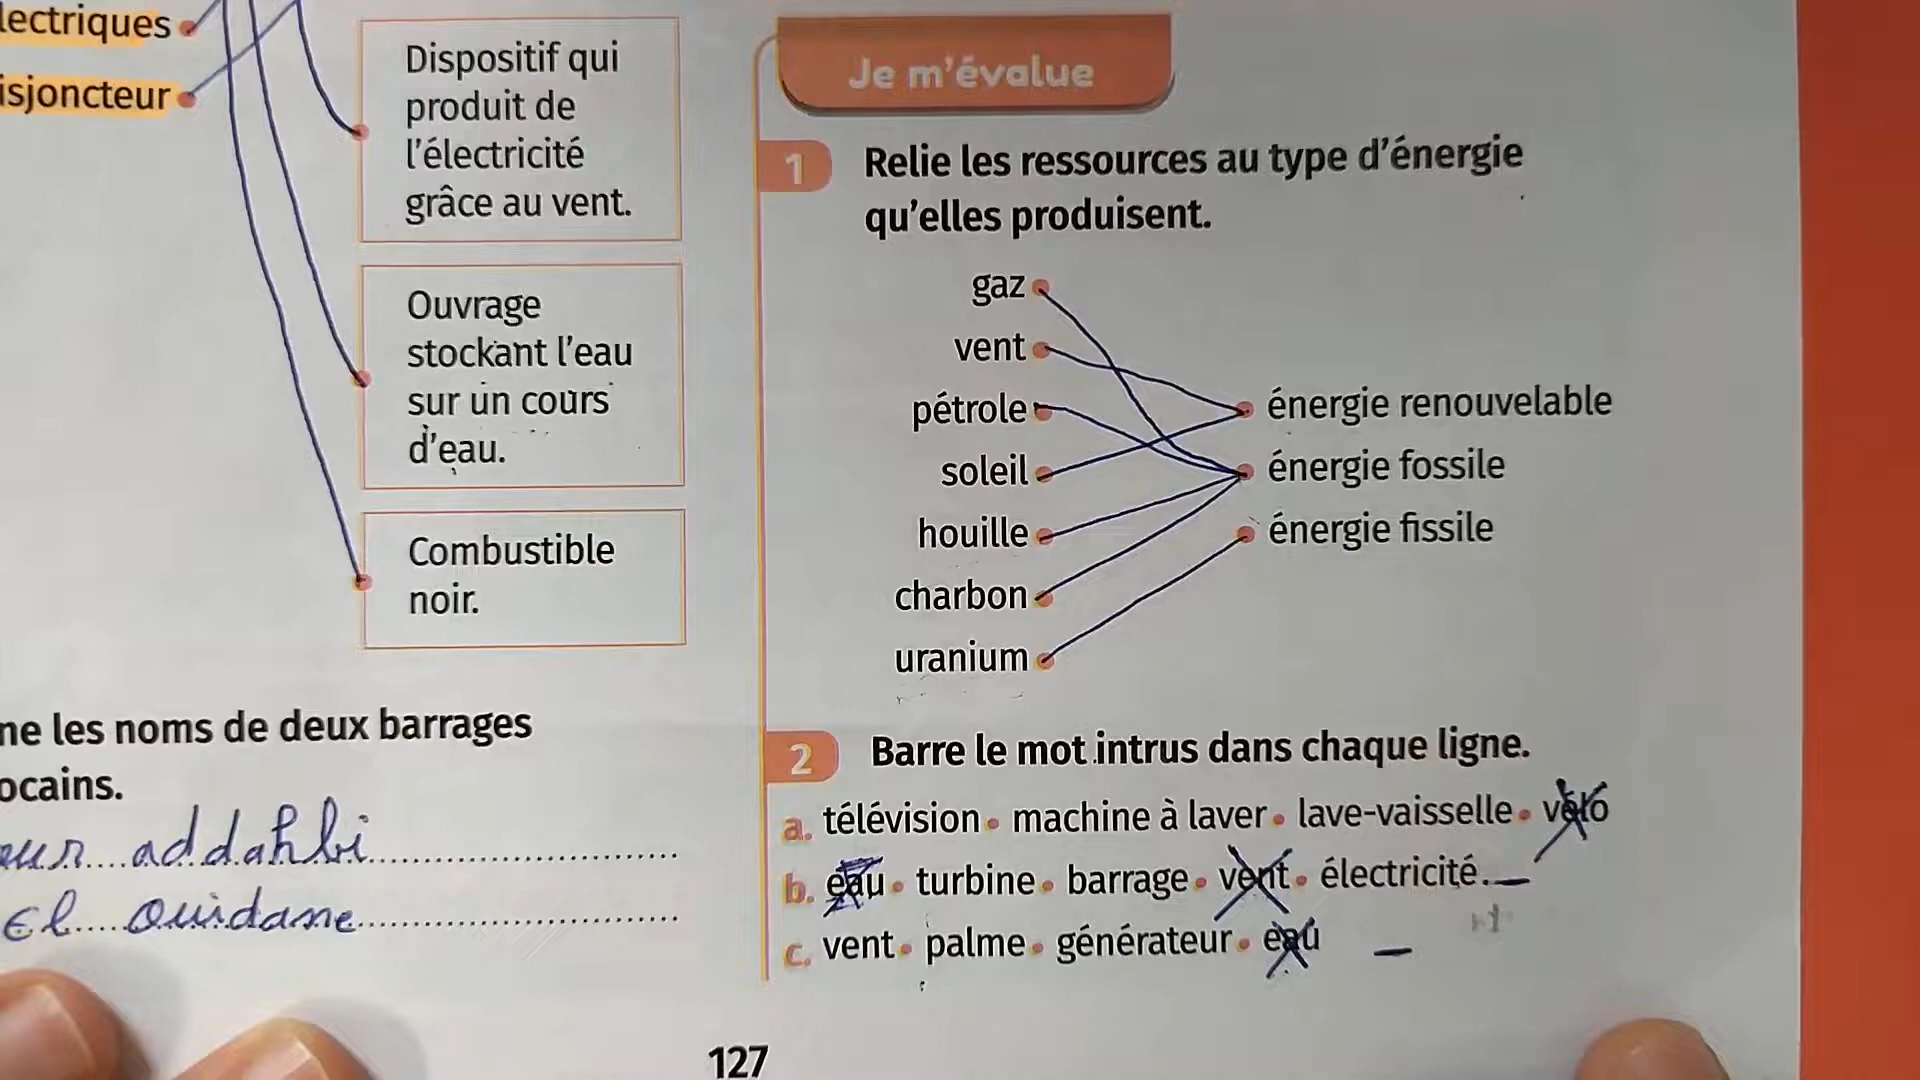 lectriques
isjoncteur
Dispositif qui
produit de
l'électricité
grâce au vent.
Ouvrage
stockant l'eau
sur un cours
d'eau.
Combustible
noir.
ne les noms de deux barrages
ocains.
addahbi
El Ouidane
Je m'évalue
1 Relie les ressources au type d'énergie
qu'elles produisent.
gaz
vent
pétrole
soleil
houille
charbon
uranium
énergie renouvelable
énergie fossile
énergie fissile
2 Barre le mot intrus dans chaque ligne.
a. télévision • machine à laver • lave-vaisselle • vélo
b. eau • turbine • barrage • vent • électricité.
c. vent • palme • générateur • eau
127